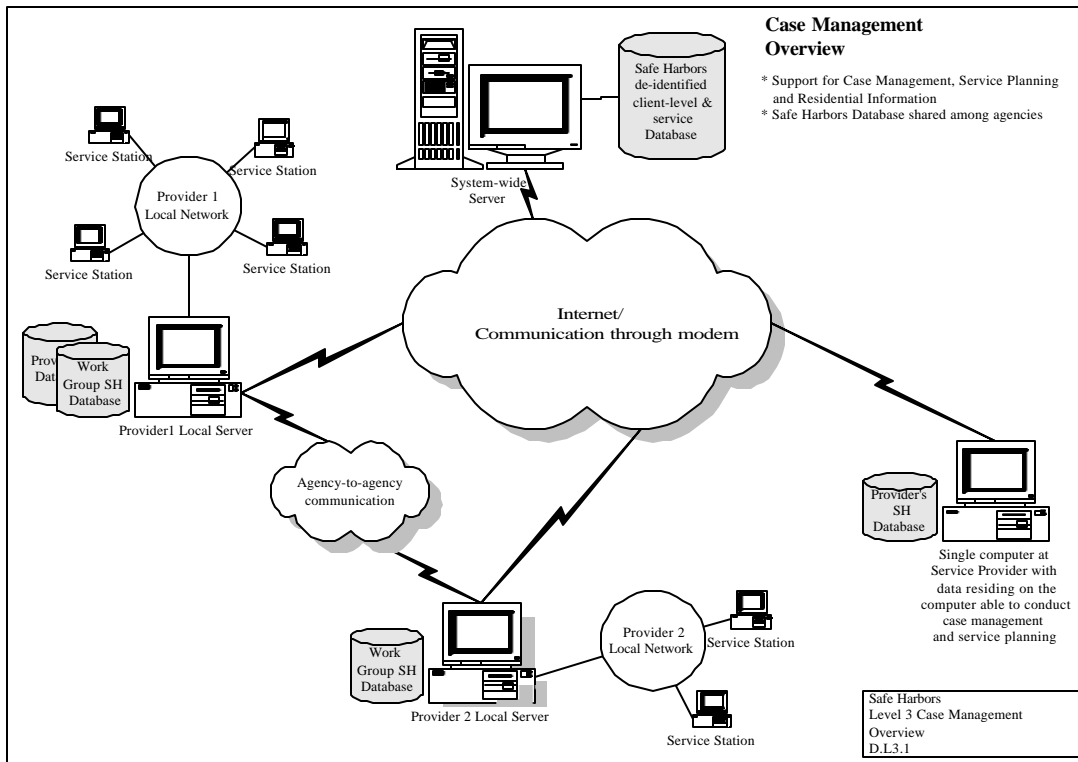 Case Management
Overview
* Support for Case Management, Service Planning
and Residential Information
* Safe Harbors Database shared among agencies
Safe Harbors
de-identified
client-level &
service
Database
System-wide
Server
Service Station
Service Station
Provider 1
Local Network
Service Station
Service Station
Internet/
Communication through modem
Work
Group SH
Database
Provider1 Local Server
Agency-to-agency
communication
Provider's
SH
Database
Single computer at
Service Provider with
data residing on the
computer able to conduct
case management
and service planning
Work
Group SH
Database
Provider 2 Local Server
Provider 2
Local Network
Service Station
Service Station
Safe Harbors
Level 3 Case Management
Overview
D.L3.1